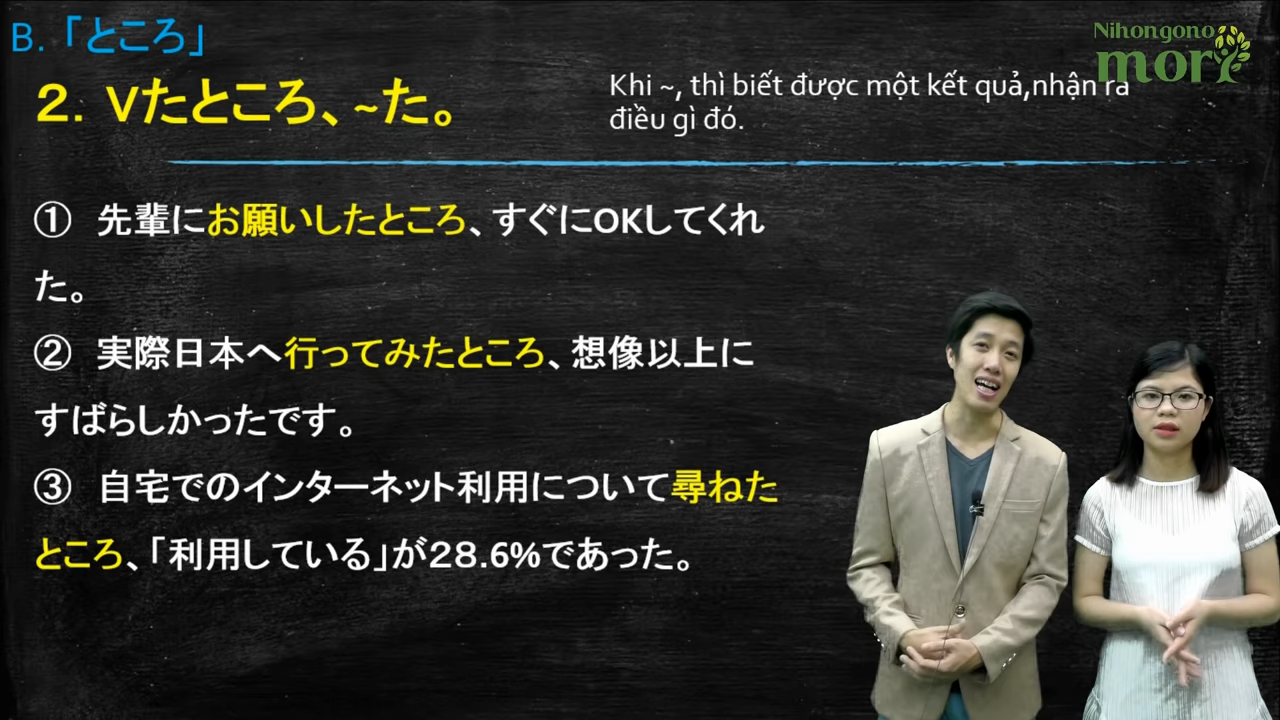 B. 「ところ」
Nihongono
mori
２. Ｖたところ、~た。
Khi ~, thì biết được một kết quả,nhận ra
điều gì đó.
①　先輩にお願いしたところ、すぐにOKしてくれ
た。
②　実際日本へ行ってみたところ、想像以上に
すばらしかったです。
③　自宅でのインターネット利用について尋ねた
ところ、「利用している」が２８.６%であった。